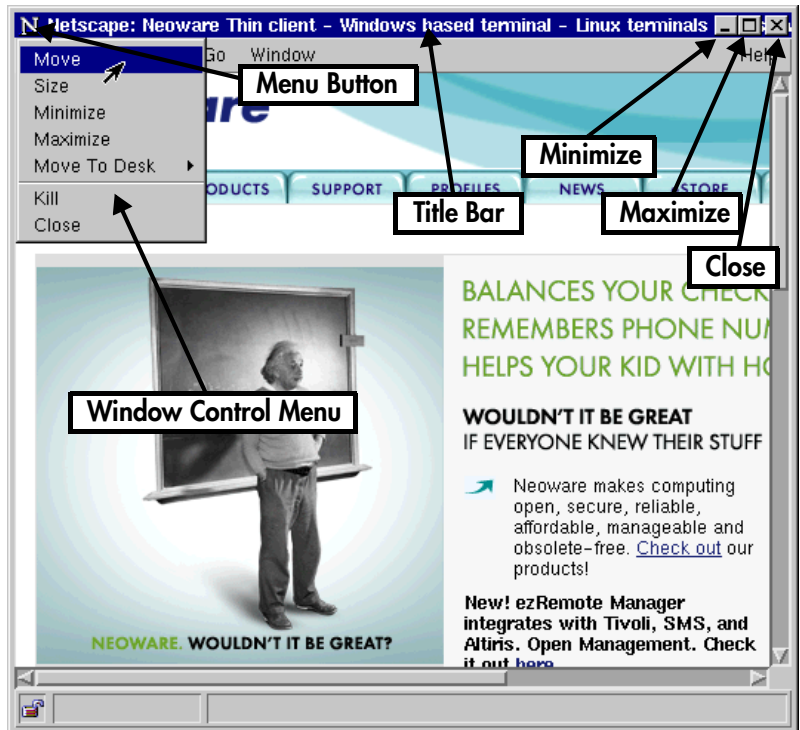 N Netscape: Neoware Thin client - Windows based terminal - Linux terminals
Go Window Help
Move
Size
Minimize
Maximize
Move To Desk
Kill
Close
Menu Button
Minimize
Title Bar
Maximize
Close
Window Control Menu
are
ODUCTS SUPPORT PROFILES NEWS eSTORE
BALANCES YOUR CHECK
REMEMBERS PHONE NU
HELPS YOUR KID WITH HO
WOULDN'T IT BE GREAT
IF EVERYONE KNEW THEIR STUFF
Neoware makes computing
open, secure, reliable,
affordable, manageable and
obsolete-free. Check out our
products!
New! ezRemote Manager
integrates with Tivoli, SMS, and
Altiris. Open Management. Check
it out here
NEOWARE. WOULDN'T IT BE GREAT?